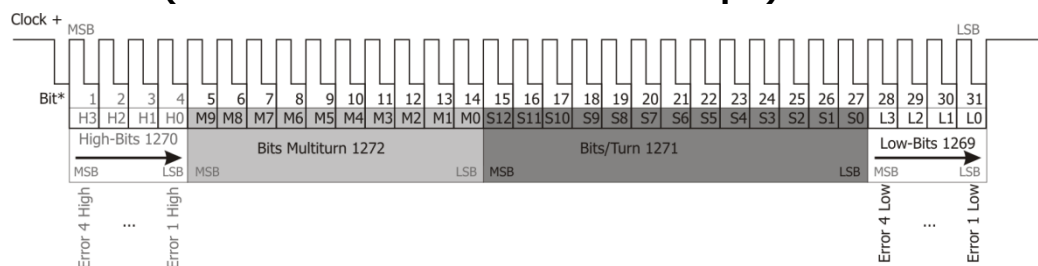 Clock +
MSB LSB
Bit* 1 2 3 4 5 6 7 8 9 10 11 12 13 14 15 16 17 18 19 20 21 22 23 24 25 26 27 28 29 30 31
H3 H2 H1 H0 M9 M8 M7 M6 M5 M4 M3 M2 M1 M0 S12 S11 S10 S9 S8 S7 S6 S5 S4 S3 S2 S1 S0 L3 L2 L1 L0
High-Bits 1270 Bits Multiturn 1272 Bits/Turn 1271 Low-Bits 1269
MSB LSB MSB LSB MSB LSB MSB LSB
Error 4 High ... Error 1 High Error 4 Low ... Error 1 Low